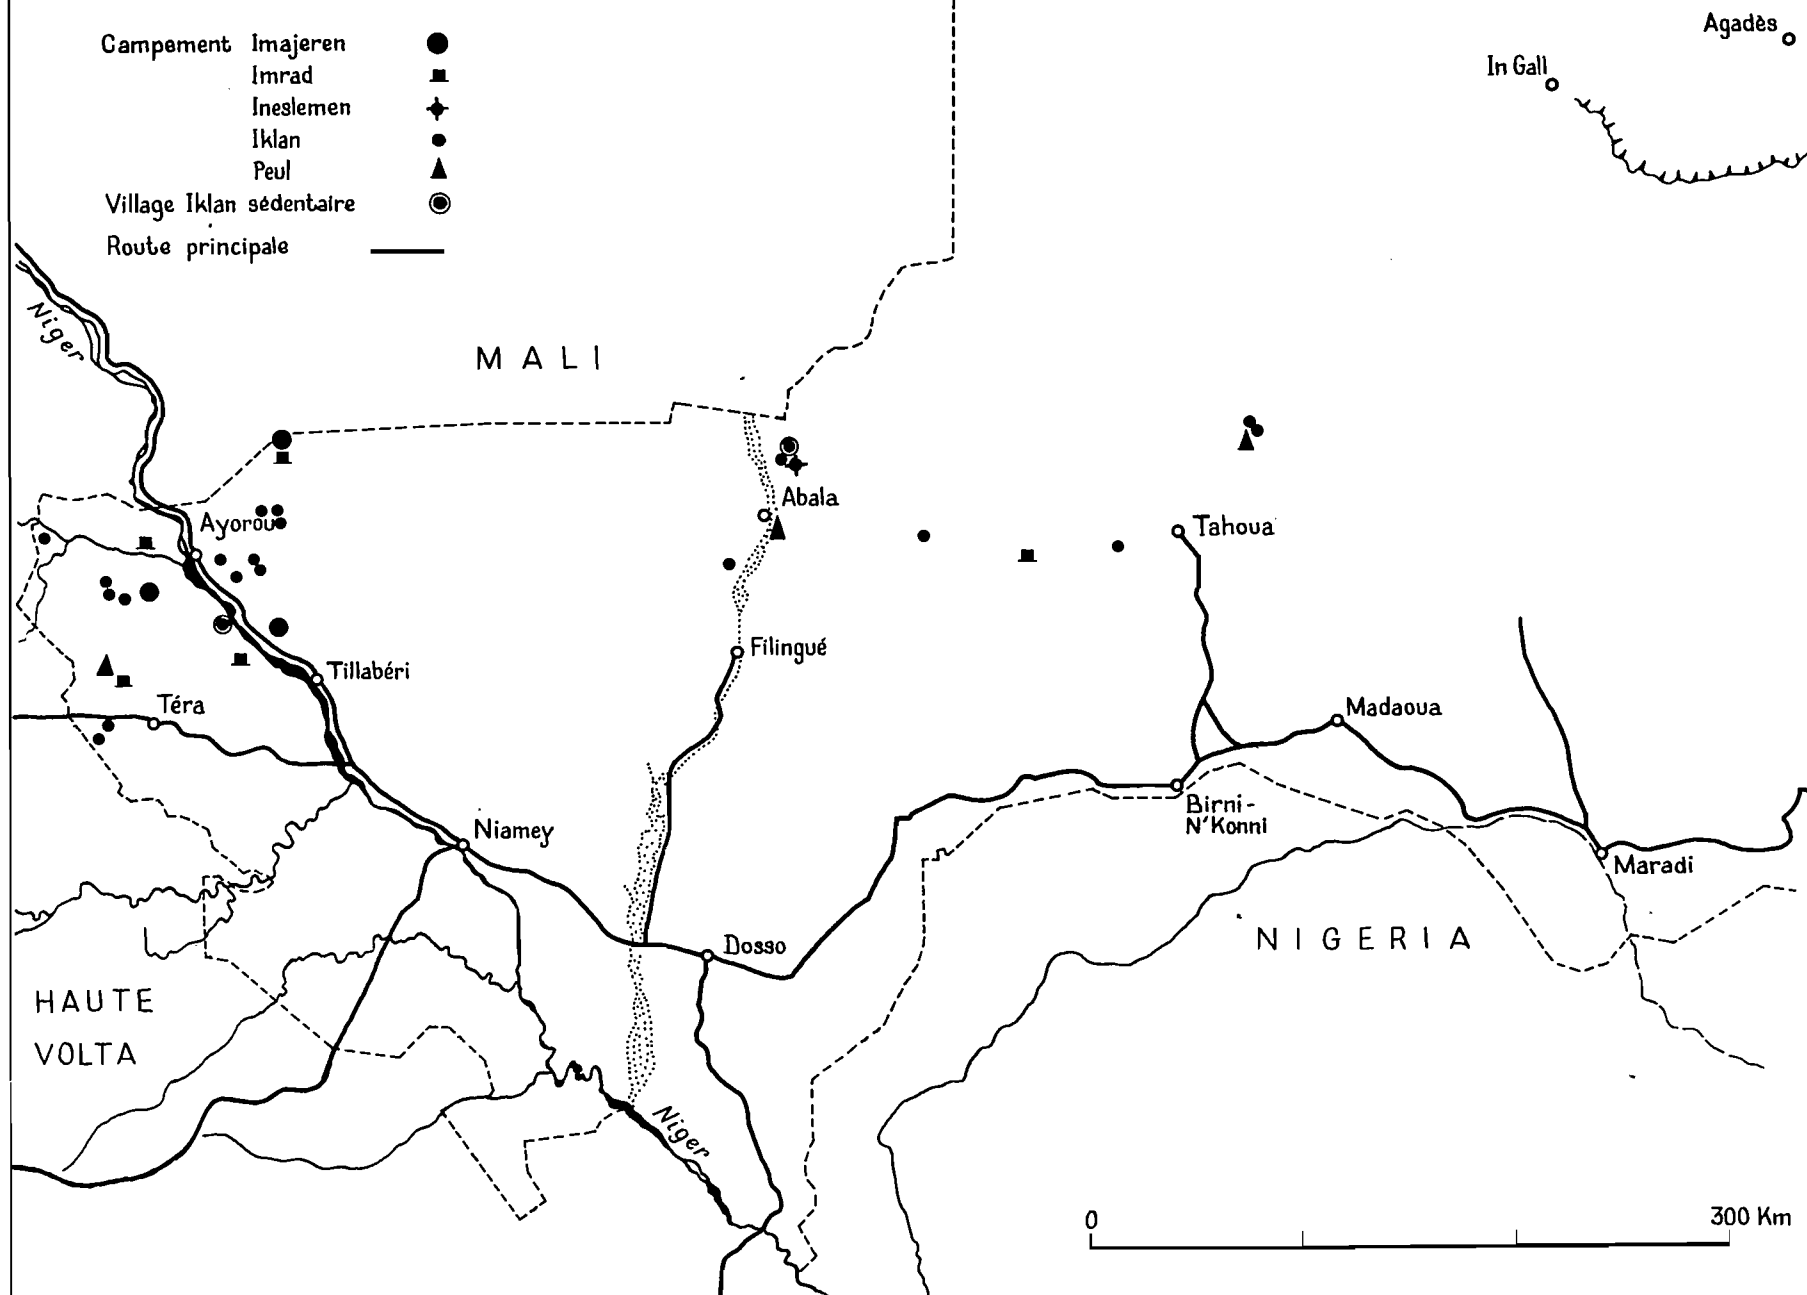 Campement Imajeren
Imrad
Ineslemen
Iklan
Peul
Village Iklan sédentaire
Route principale
Agadès
In Gall
Niger
MALI
Ayorou
Abala
Tahoua
Filingué
Tillabéri
Téra
Madaoua
Birni-
N'Konni
Niamey
Maradi
Dosso
NIGERIA
HAUTE
VOLTA
Niger
0
300 Km